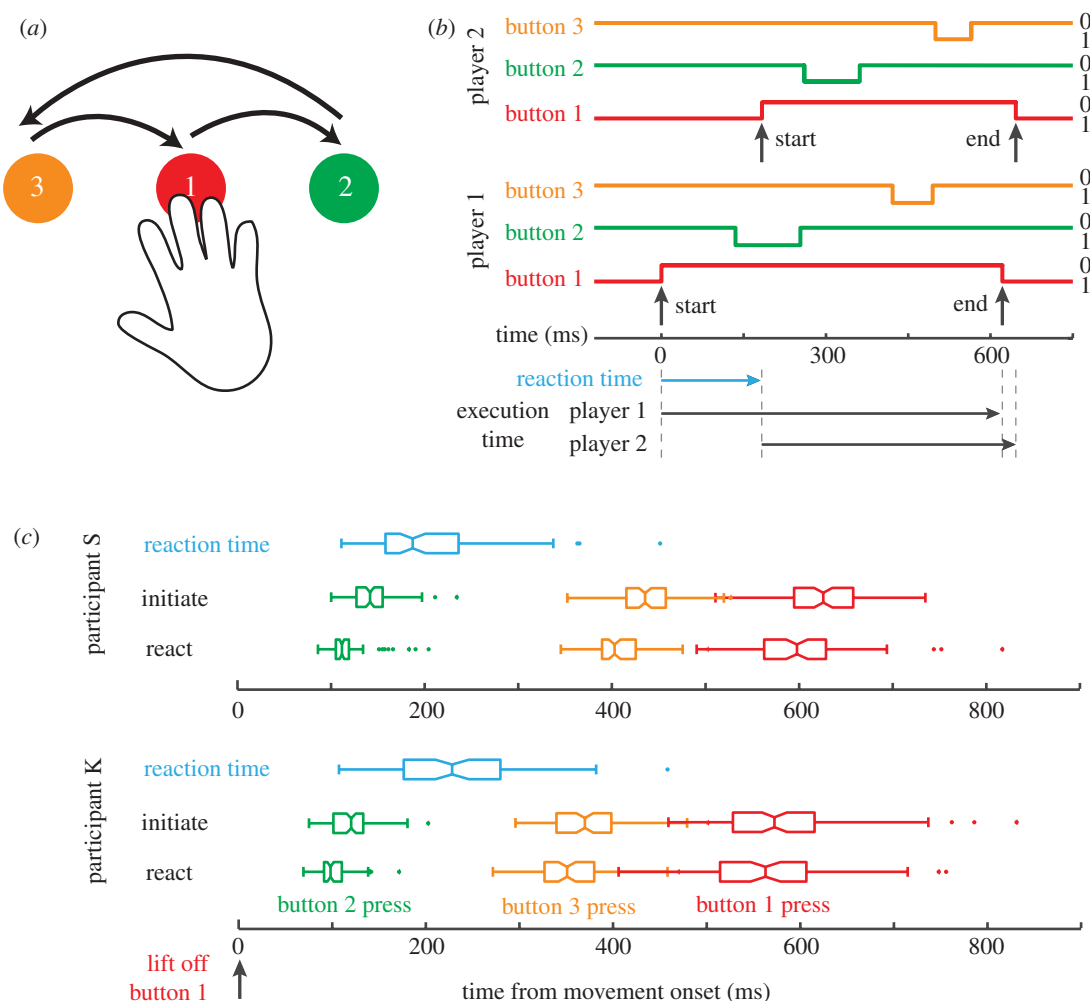 (a)
3
1
2
(b)
player 2
button 3
0
1
button 2
0
1
button 1
0
1
start
end
player 1
button 3
0
1
button 2
0
1
button 1
0
1
start
end
time (ms)
0
300
600
reaction time
execution
time
player 1
player 2
(c)
participant S
reaction time
initiate
react
0
200
400
600
800
participant K
reaction time
initiate
react
button 2 press
button 3 press
button 1 press
0
200
400
600
800
lift off
button 1
time from movement onset (ms)